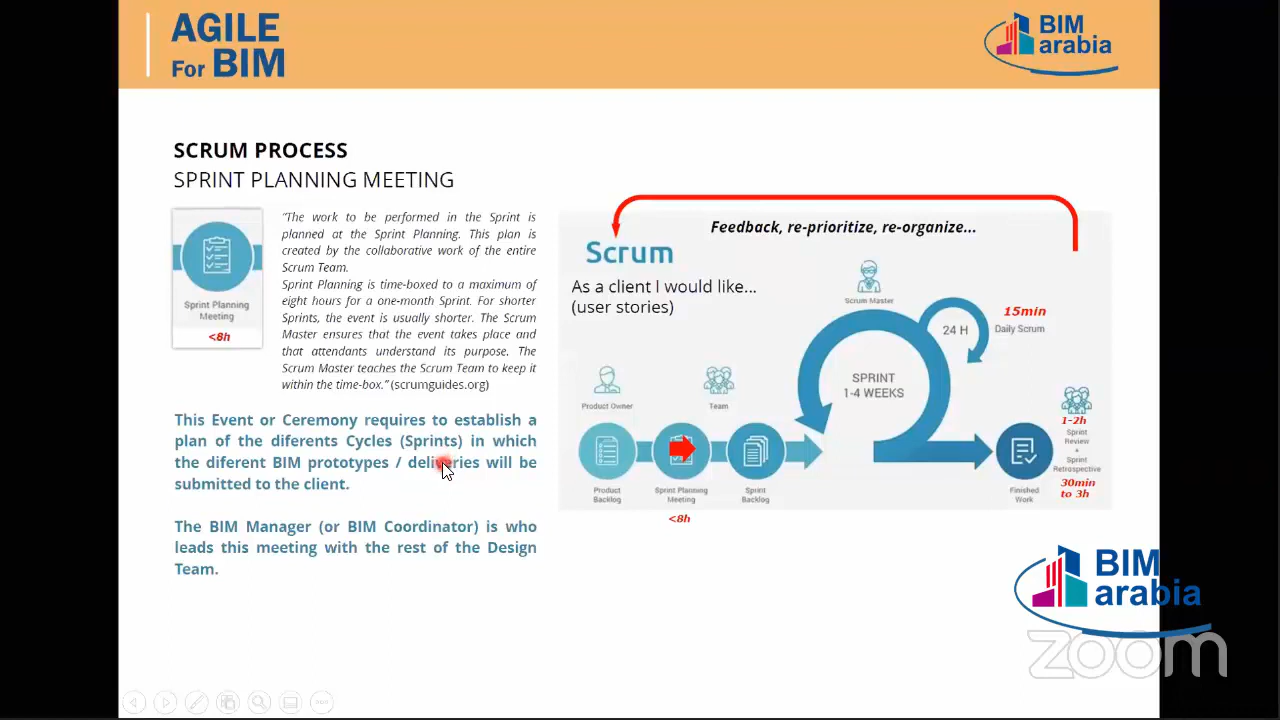 AGILE
For BIM
BIM
arabia
SCRUM PROCESS
SPRINT PLANNING MEETING
Sprint Planning
Meeting
<8h
“The work to be performed in the Sprint is
planned at the Sprint Planning. This plan is
created by the collaborative work of the entire
Scrum Team.
Sprint Planning is time-boxed to a maximum of
eight hours for a one-month Sprint. For shorter
Sprints, the event is usually shorter. The Scrum
Master ensures that the event takes place and
that attendants understand its purpose. The
Scrum Master teaches the Scrum Team to keep it
within the time-box.” (scrumguides.org)
This Event or Ceremony requires to establish a
plan of the diferents Cycles (Sprints) in which
the diferent BIM prototypes / deliveries will be
submitted to the client.
The BIM Manager (or BIM Coordinator) is who
leads this meeting with the rest of the Design
Team.
Feedback, re-prioritize, re-organize...
Scrum
As a client I would like...
(user stories)
Scrum Master
15min
24 H
Daily Scrum
SPRINT
1-4 WEEKS
Product Owner
Team
1-2h
Sprint
Review
+
Sprint
Retrospective
30min
to 3h
Product
Backlog
Sprint Planning
Meeting
Sprint
Backlog
Finished
Work
<8h
BIM
arabia
zoom